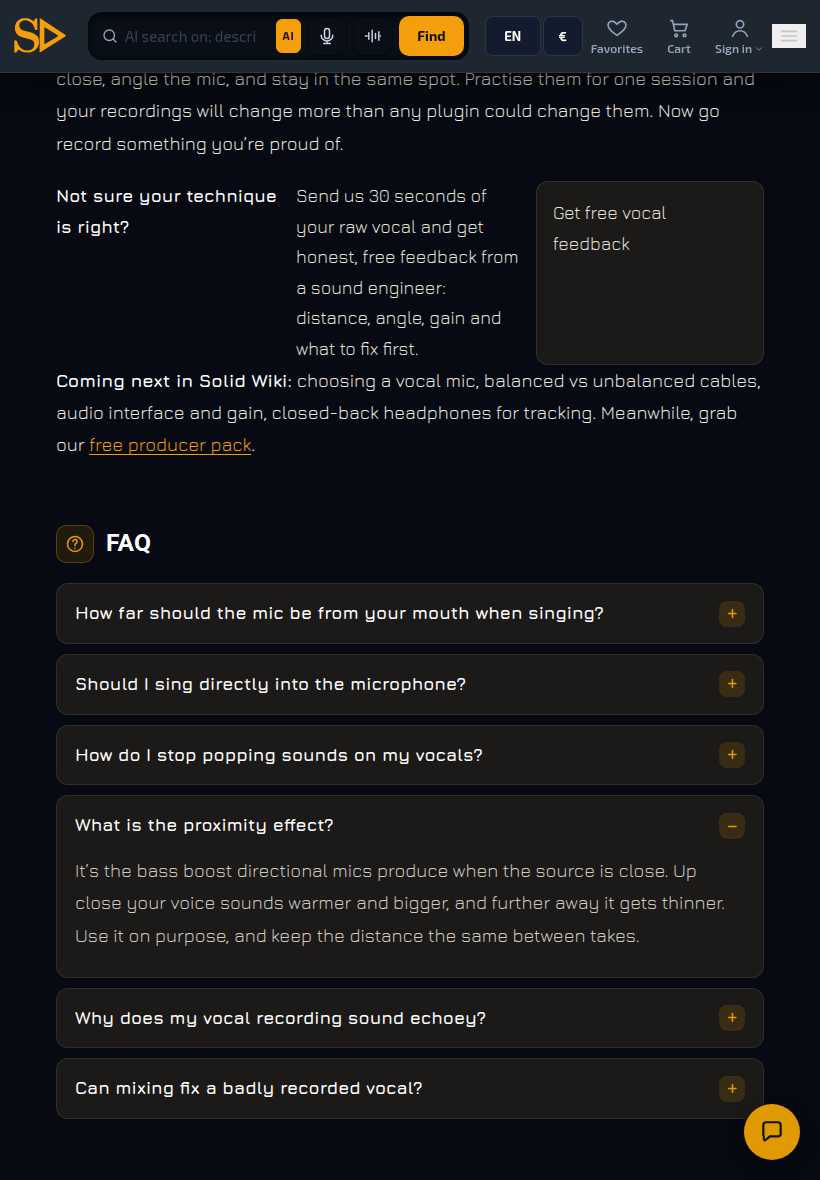 AI search on: descri
AI
Find
EN
€
Favorites
Cart
Sign in
close, angle the mic, and stay in the same spot. Practise them for one session and
your recordings will change more than any plugin could change them. Now go
record something you’re proud of.
Not sure your technique
is right?
Send us 30 seconds of
your raw vocal and get
honest, free feedback from
a sound engineer:
distance, angle, gain and
what to fix first.
Get free vocal
feedback
Coming next in Solid Wiki: choosing a vocal mic, balanced vs unbalanced cables,
audio interface and gain, closed-back headphones for tracking. Meanwhile, grab
our free producer pack.
FAQ
How far should the mic be from your mouth when singing?
+
Should I sing directly into the microphone?
+
How do I stop popping sounds on my vocals?
+
What is the proximity effect?
−
It’s the bass boost directional mics produce when the source is close. Up
close your voice sounds warmer and bigger, and further away it gets thinner.
Use it on purpose, and keep the distance the same between takes.
Why does my vocal recording sound echoey?
+
Can mixing fix a badly recorded vocal?
+